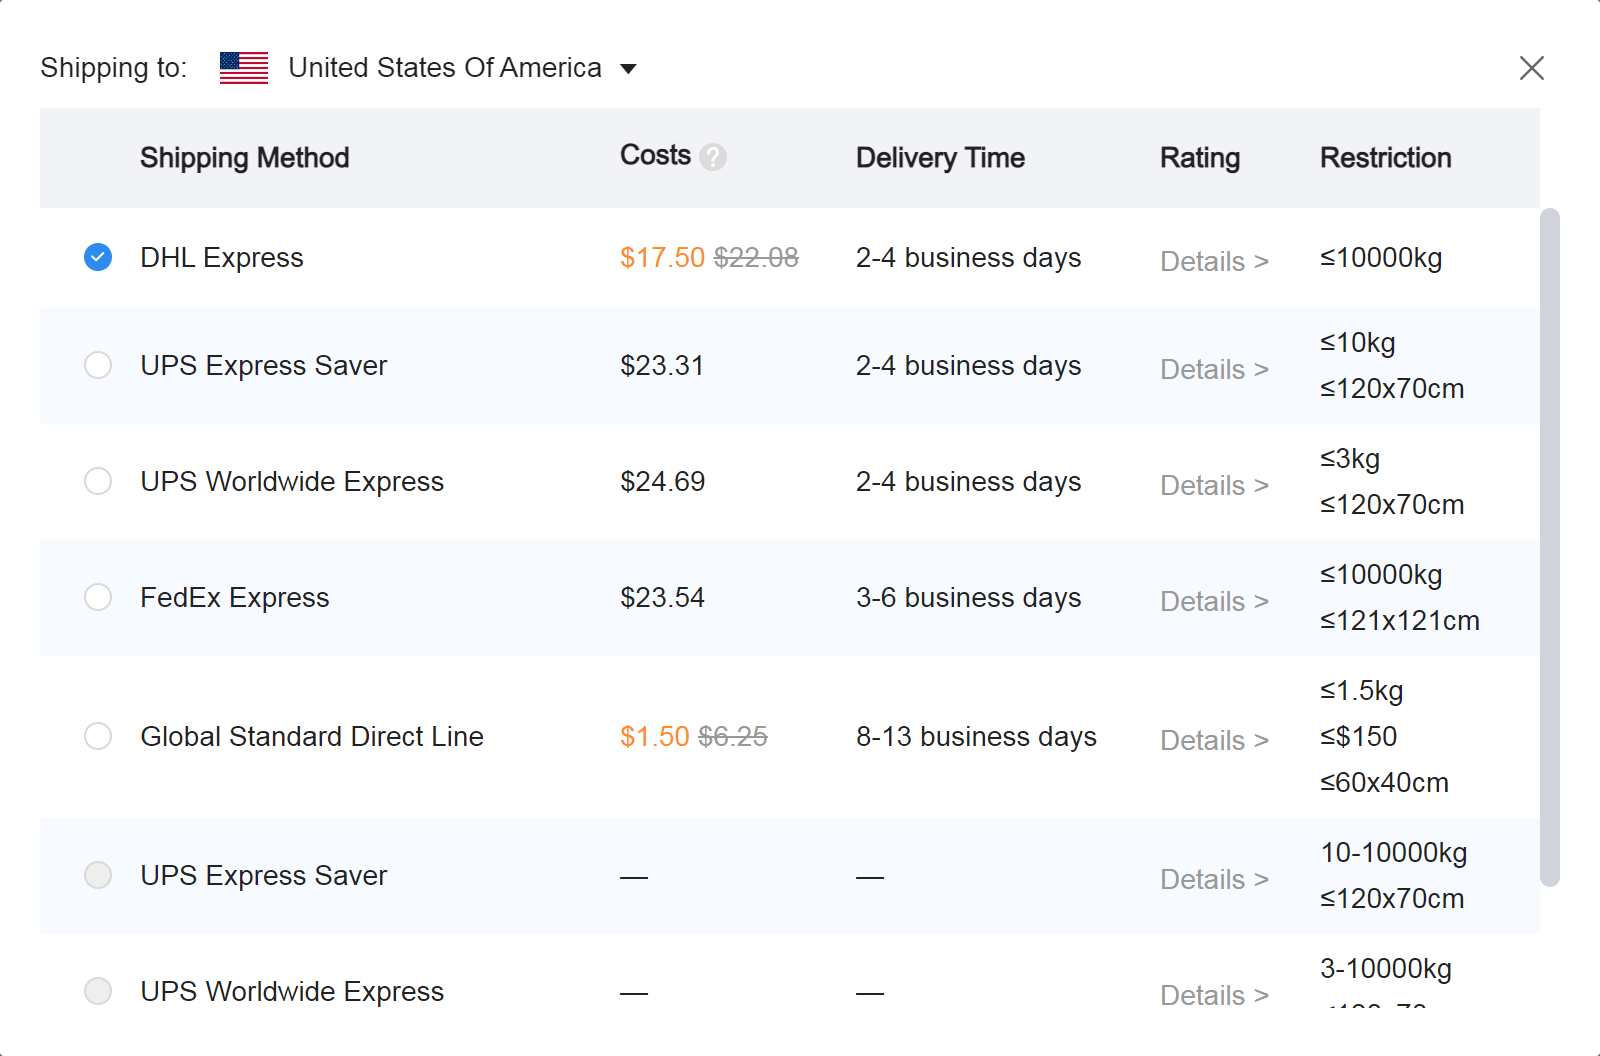 Shipping to: United States Of America
Shipping Method Costs ? Delivery Time Rating Restriction
DHL Express $17.50 $22.08 2-4 business days Details > ≤10000kg
UPS Express Saver $23.31 2-4 business days Details > ≤10kg
≤120x70cm
UPS Worldwide Express $24.69 2-4 business days Details > ≤3kg
≤120x70cm
FedEx Express $23.54 3-6 business days Details > ≤10000kg
≤121x121cm
Global Standard Direct Line $1.50 $6.25 8-13 business days Details > ≤1.5kg
≤$150
≤60x40cm
UPS Express Saver — — Details > 10-10000kg
≤120x70cm
UPS Worldwide Express — — Details > 3-10000kg